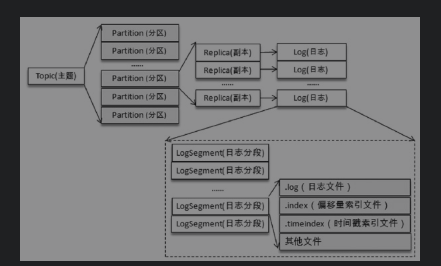 Topic(主题)
Partition (分区)
Partition (分区)
......
Partition (分区)
Partition (分区)
Partition (分区)
Replica(副本)
Replica(副本)
......
Replica(副本)
Log(日志)
Log(日志)
......
Log(日志)
LogSegment(日志分段)
LogSegment(日志分段)
......
LogSegment(日志分段)
LogSegment(日志分段)
.log（日志文件）
.index（偏移量索引文件）
.timeindex（时间戳索引文件）
其他文件